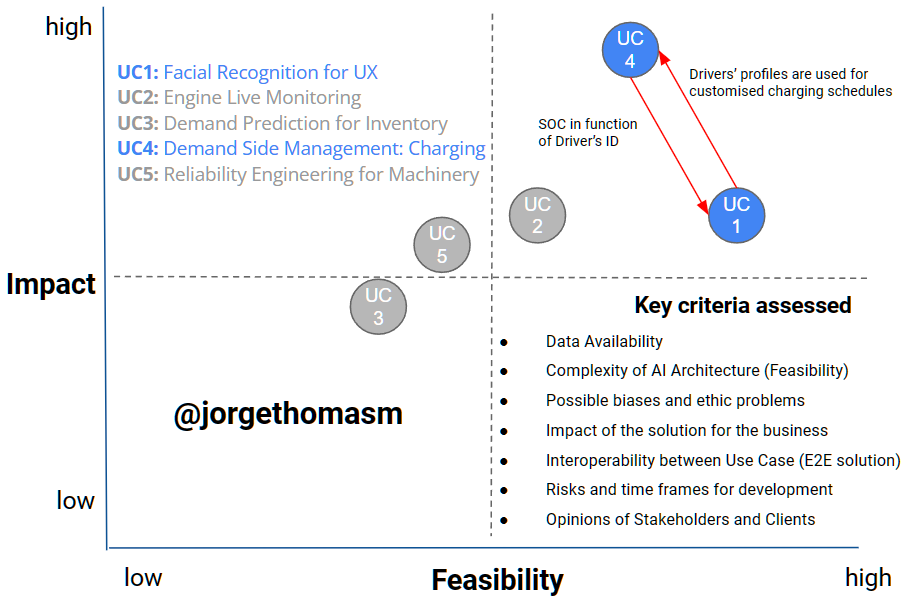 high
UC1: Facial Recognition for UX
UC2: Engine Live Monitoring
UC3: Demand Prediction for Inventory
UC4: Demand Side Management: Charging
UC5: Reliability Engineering for Machinery
UC
4
Drivers’ profiles are used for
customised charging schedules
SOC in function
of Driver’s ID
UC
1
UC
2
UC
5
UC
3
Impact
Key criteria assessed
● Data Availability
● Complexity of AI Architecture (Feasibility)
● Possible biases and ethic problems
● Impact of the solution for the business
● Interoperability between Use Case (E2E solution)
● Risks and time frames for development
● Opinions of Stakeholders and Clients
@jorgethomasm
low
low
Feasibility
high